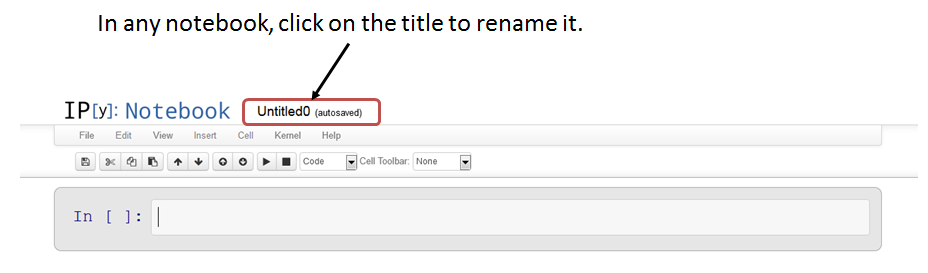 In any notebook, click on the title to rename it.
IP[y]: Notebook Untitled0 (autosaved)
File Edit View Insert Cell Kernel Help
Code Cell Toolbar: None
In [ ]: